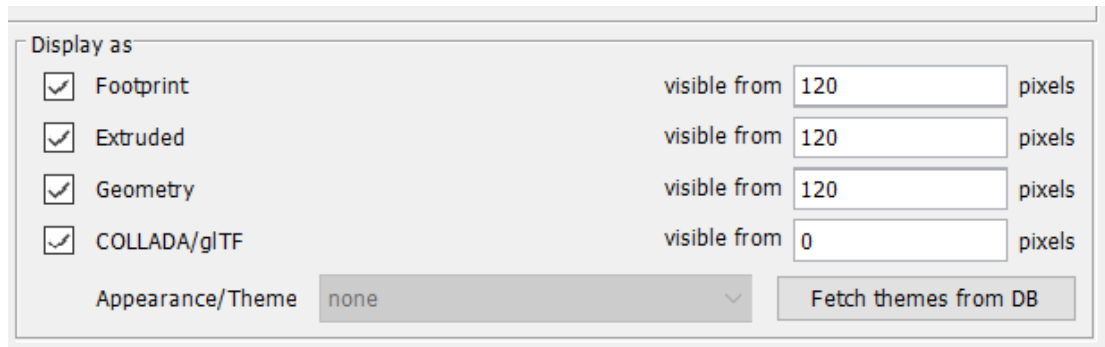 Display as
Footprint visible from 120 pixels
Extruded visible from 120 pixels
Geometry visible from 120 pixels
COLLADA/glTF visible from 0 pixels
Appearance/Theme none Fetch themes from DB